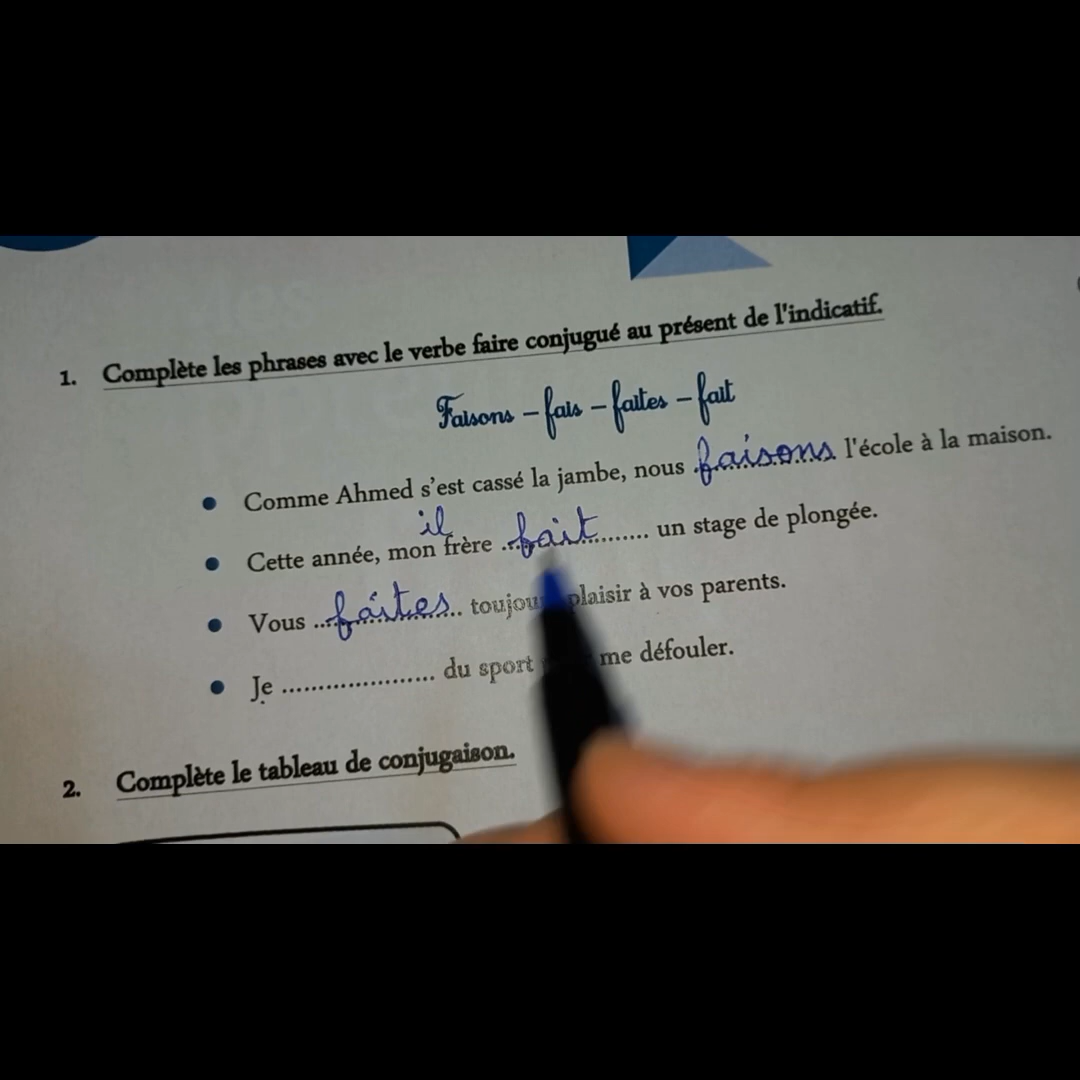 1. Complète les phrases avec le verbe faire conjugué au présent de l'indicatif.
Faisons – fais – faites – fait
• Comme Ahmed s'est cassé la jambe, nous faisons l'école à la maison.
il
• Cette année, mon frère ..fait.......... un stage de plongée.
• Vous ..faites.. toujou plaisir à vos parents.
• Je ...................... du sport me défouler.
2. Complète le tableau de conjugaison.